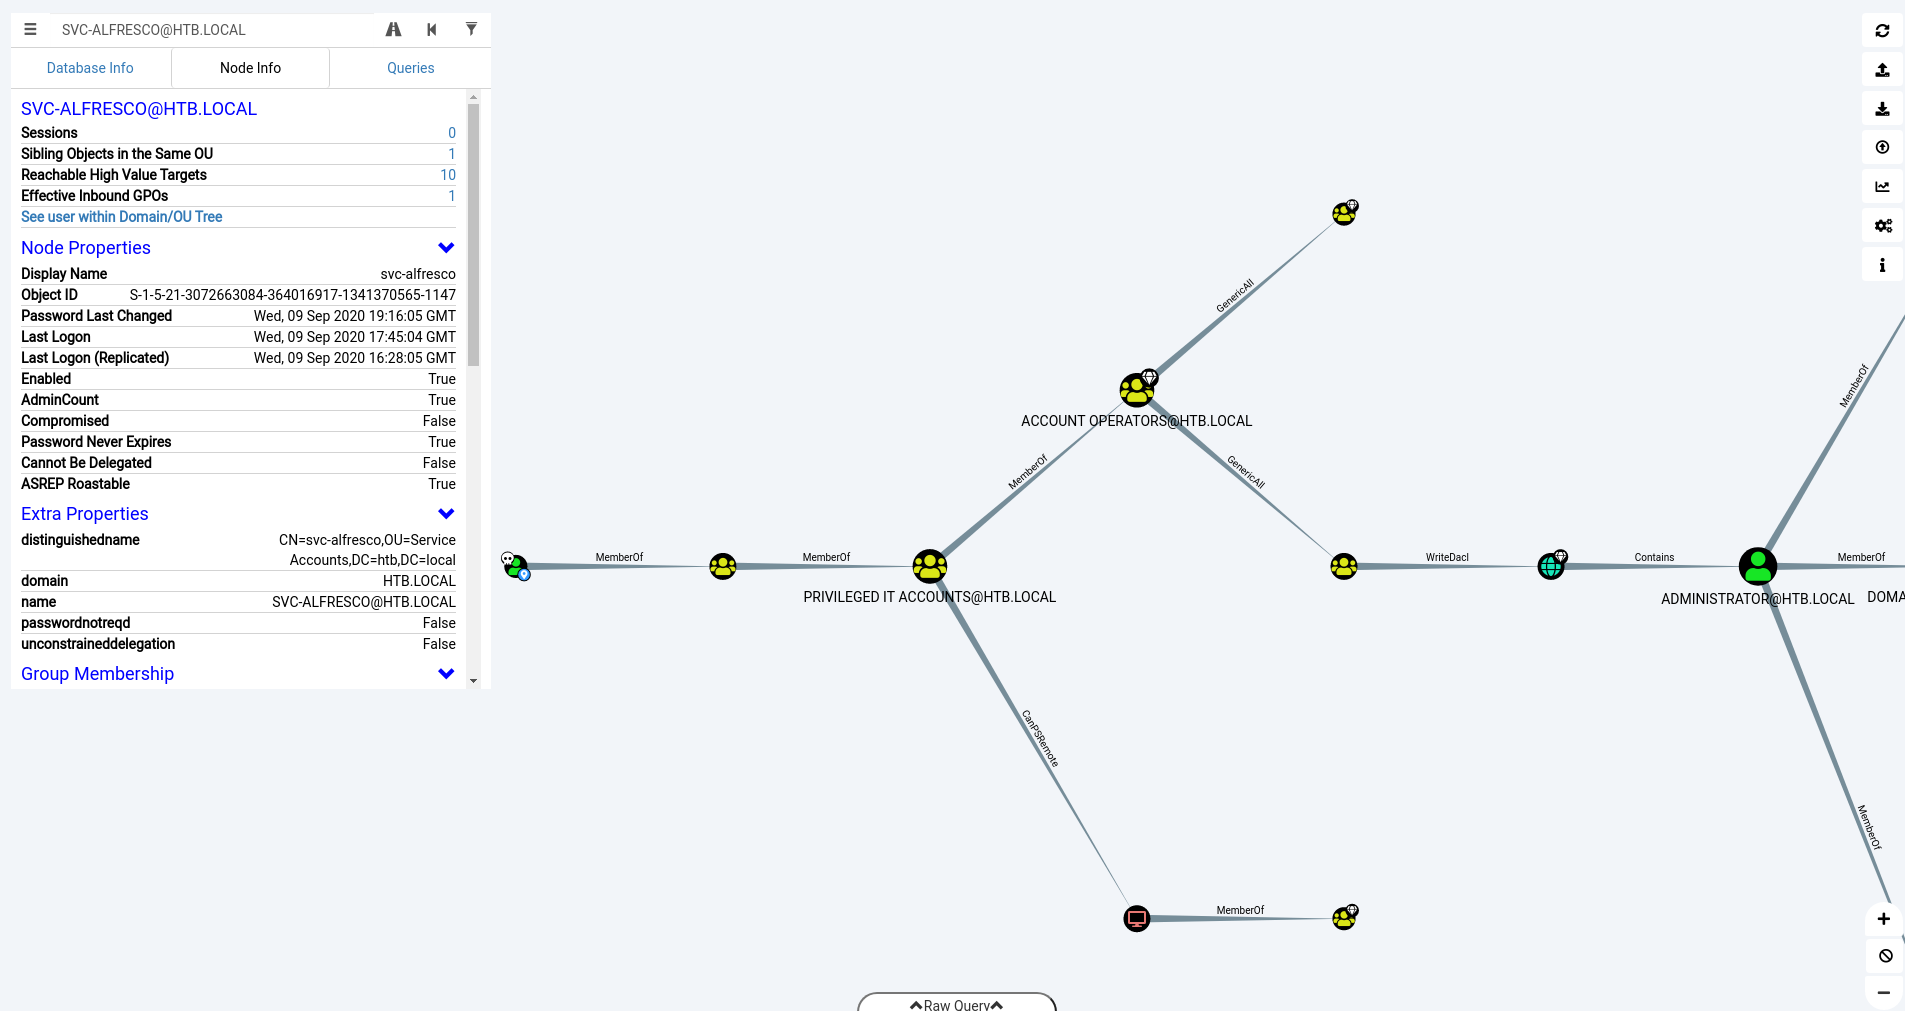 SVC-ALFRESCO@HTB.LOCAL
Database Info Node Info Queries
SVC-ALFRESCO@HTB.LOCAL
Sessions 0
Sibling Objects in the Same OU 1
Reachable High Value Targets 10
Effective Inbound GPOs 1
See user within Domain/OU Tree
Node Properties
Display Name svc-alfresco
Object ID S-1-5-21-3072663084-364016917-1341370565-1147
Password Last Changed Wed, 09 Sep 2020 19:16:05 GMT
Last Logon Wed, 09 Sep 2020 17:45:04 GMT
Last Logon (Replicated) Wed, 09 Sep 2020 16:28:05 GMT
Enabled True
AdminCount True
Compromised False
Password Never Expires True
Cannot Be Delegated False
ASREP Roastable True
Extra Properties
distinguishedname CN=svc-alfresco,OU=Service
Accounts,DC=htb,DC=local
domain HTB.LOCAL
name SVC-ALFRESCO@HTB.LOCAL
passwordnotreqd False
unconstraineddelegation False
Group Membership
GenericAll
MemberOf
ACCOUNT OPERATORS@HTB.LOCAL
MemberOf
GenericAll
MemberOf
MemberOf
WriteDacl
Contains
MemberOf
PRIVILEGED IT ACCOUNTS@HTB.LOCAL
ADMINISTRATOR@HTB.LOCAL
DOMA
CanPSRemote
MemberOf
MemberOf
Raw Query